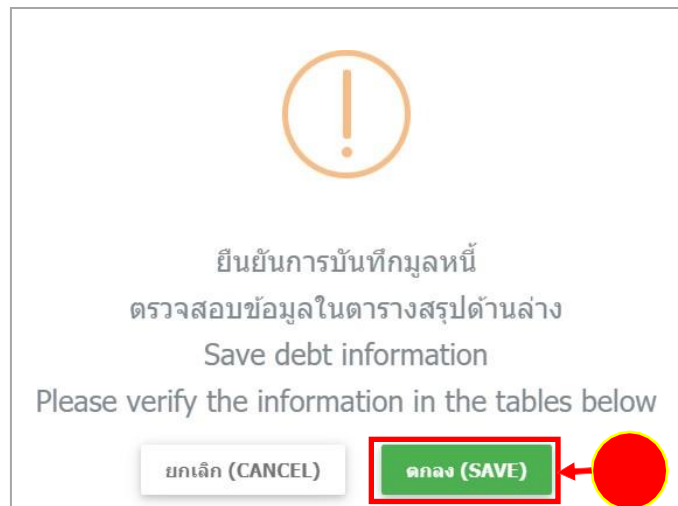 ยืนยันการบันทึกมูลหนี้
ตรวจสอบข้อมูลในตารางสรุปด้านล่าง
Save debt information
Please verify the information in the tables below
ยกเลิก (CANCEL)
ตกลง (SAVE)